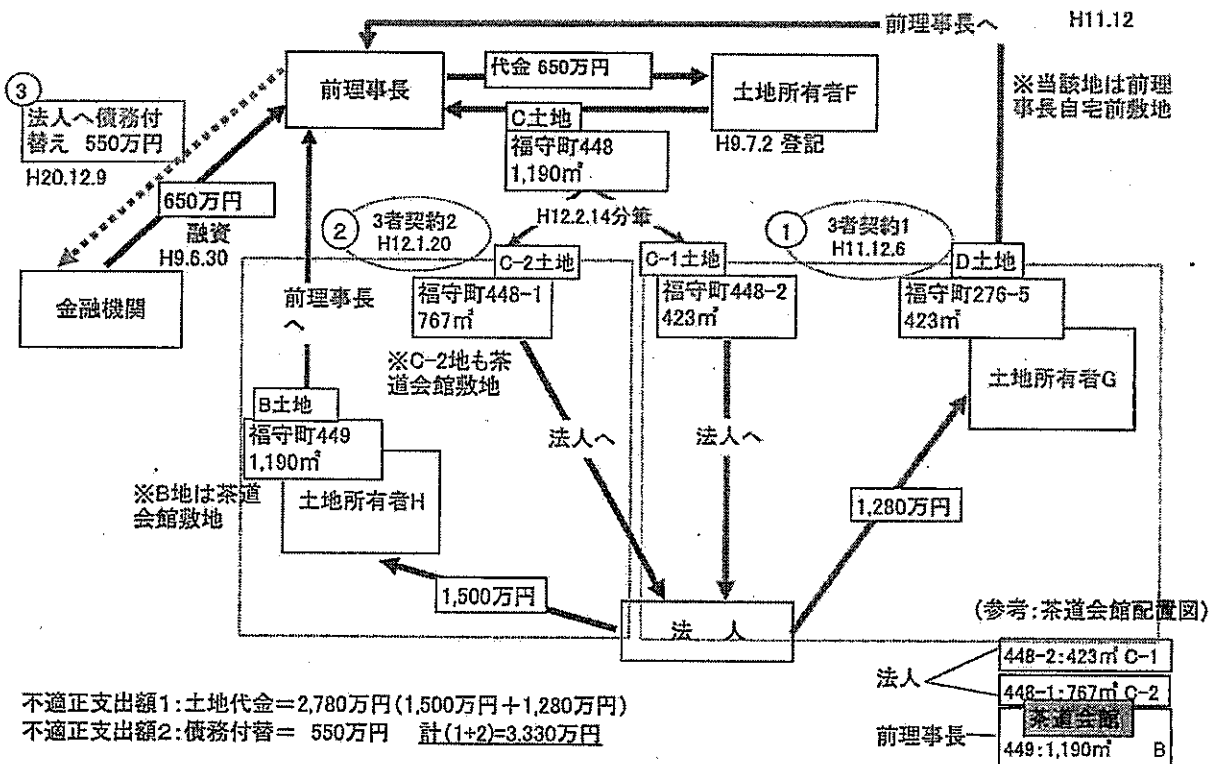 前理事長へ
H11.12
③
法人へ債務付
替え 550万円
H20.12.9
前理事長
代金 650万円
土地所有者F
H9.7.2 登記
※当該地は前理
事長自宅前敷地
C土地
福守町448
1,190㎡
H12.2.14分筆
650万円
融資
H9.6.30
金融機関
②
3者契約2
H12.1.20
①
3者契約1
H11.12.6
前理事長
へ
C-2土地
福守町448-1
767㎡
※C-2地も茶
道会館敷地
C-1土地
福守町448-2
423㎡
D土地
福守町276-5
423㎡
土地所有者G
B土地
福守町449
1,190㎡
※B地は茶道
会館敷地
土地所有者H
法人へ
法人へ
1,280万円
1,500万円
法 人
(参考:茶道会館配置図)
448-2:423㎡ C-1
法人
448-1:767㎡ C-2
茶道会館
前理事長
449:1,190㎡ B
不適正支出額1:土地代金=2,780万円(1,500万円+1,280万円)
不適正支出額2:債務付替= 550万円 計(1+2)=3,330万円